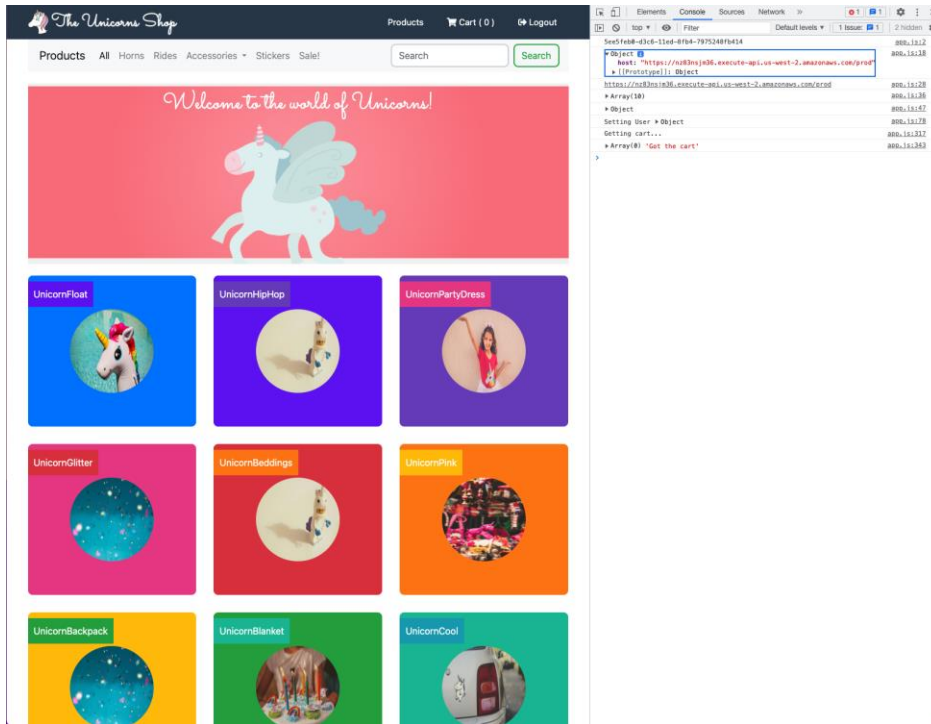 The Unicorns Shop
Products Cart ( 0 ) Logout
Products All Horns Rides Accessories Stickers Sale!
Search Search
Welcome to the world of Unicorns!
UnicornFloat UnicornHipHop UnicornPartyDress
UnicornGlitter UnicornBeddings UnicornPink
UnicornBackpack UnicornBlanket UnicornCool
Elements Console Sources Network » 1 1
top ▾ Filter Default levels ▾ 1 Issue: 1 2 hidden
5ee5feb0-d3c6-11ed-8fb4-7975240fb414 app.js:2
▾Object app.js:18
host: "https://nz83nsjm36.execute-api.us-west-2.amazonaws.com/prod"
▸[[Prototype]]: Object
https://nz83nsjm36.execute-api.us-west-2.amazonaws.com/prod app.js:28
▸Array(10) app.js:36
▸Object app.js:47
Setting User ▸Object app.js:78
Getting cart... app.js:317
▸Array(0) 'Got the cart' app.js:343